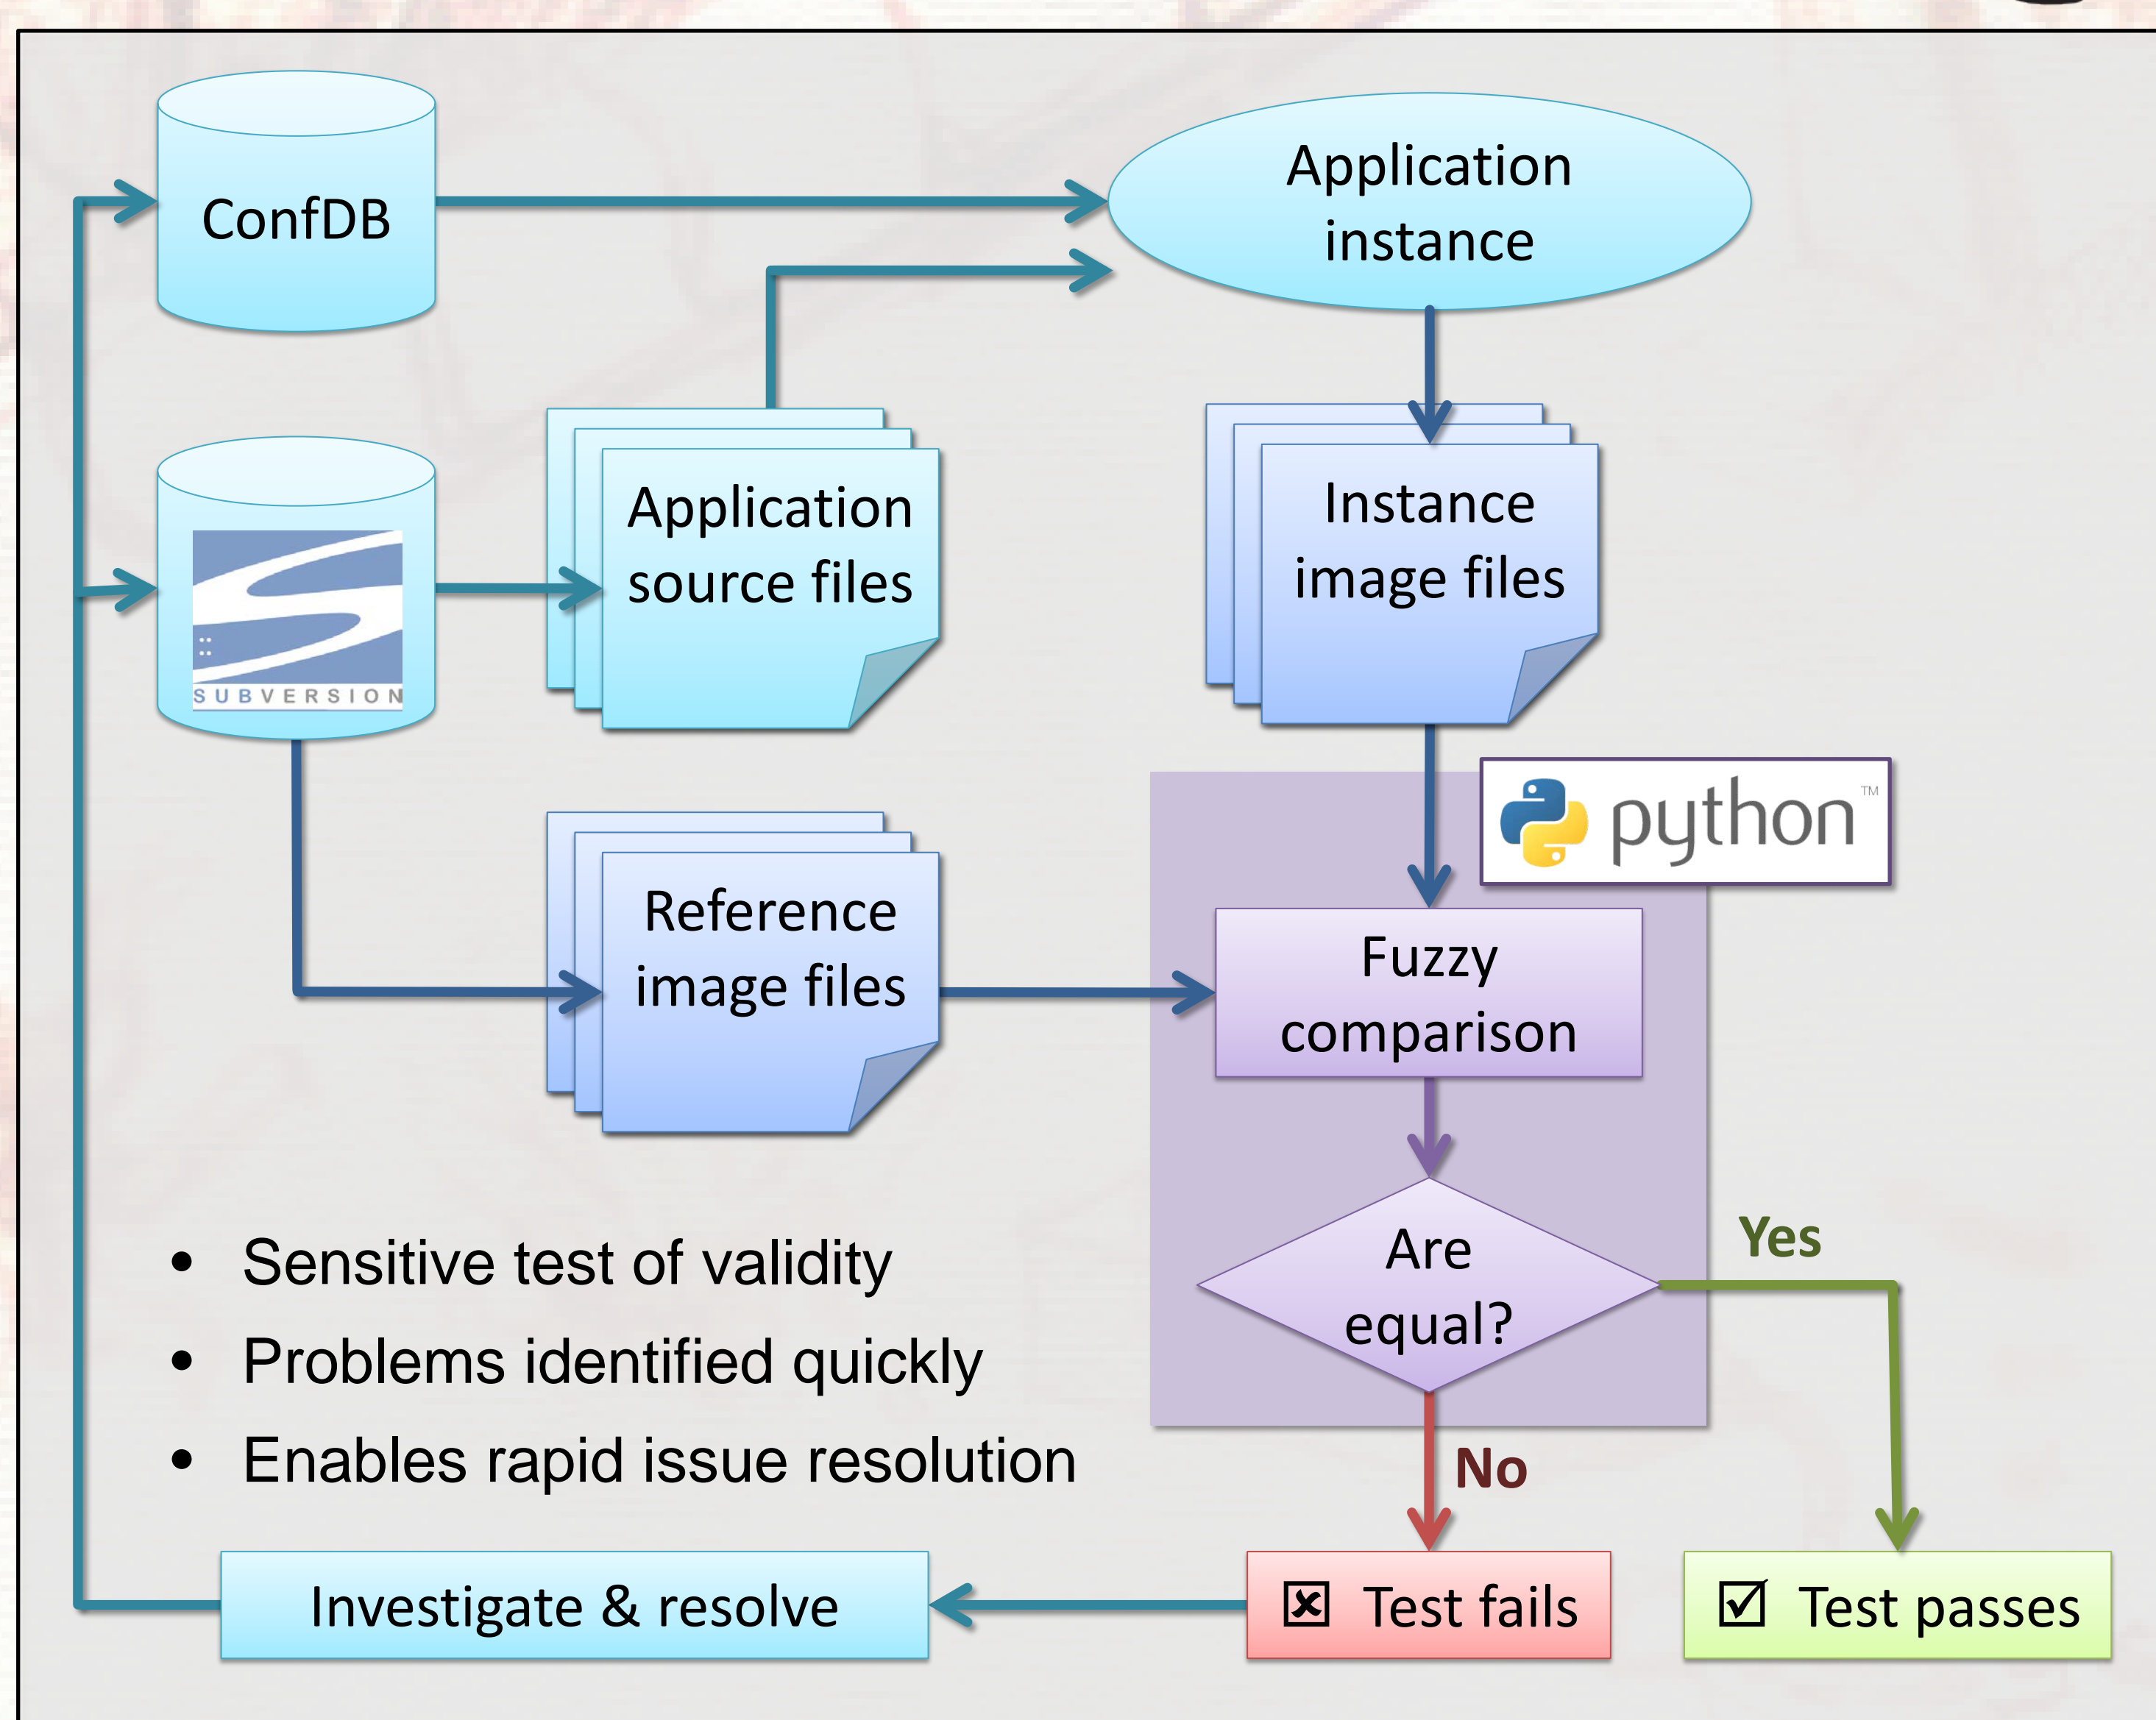 ConfDB
Application
instance
SUBVERSION
Application
source files
Instance
image files
python™
Reference
image files
Fuzzy
comparison
Are
equal?
Yes
No
• Sensitive test of validity
• Problems identified quickly
• Enables rapid issue resolution
Investigate & resolve
☒ Test fails
☑ Test passes